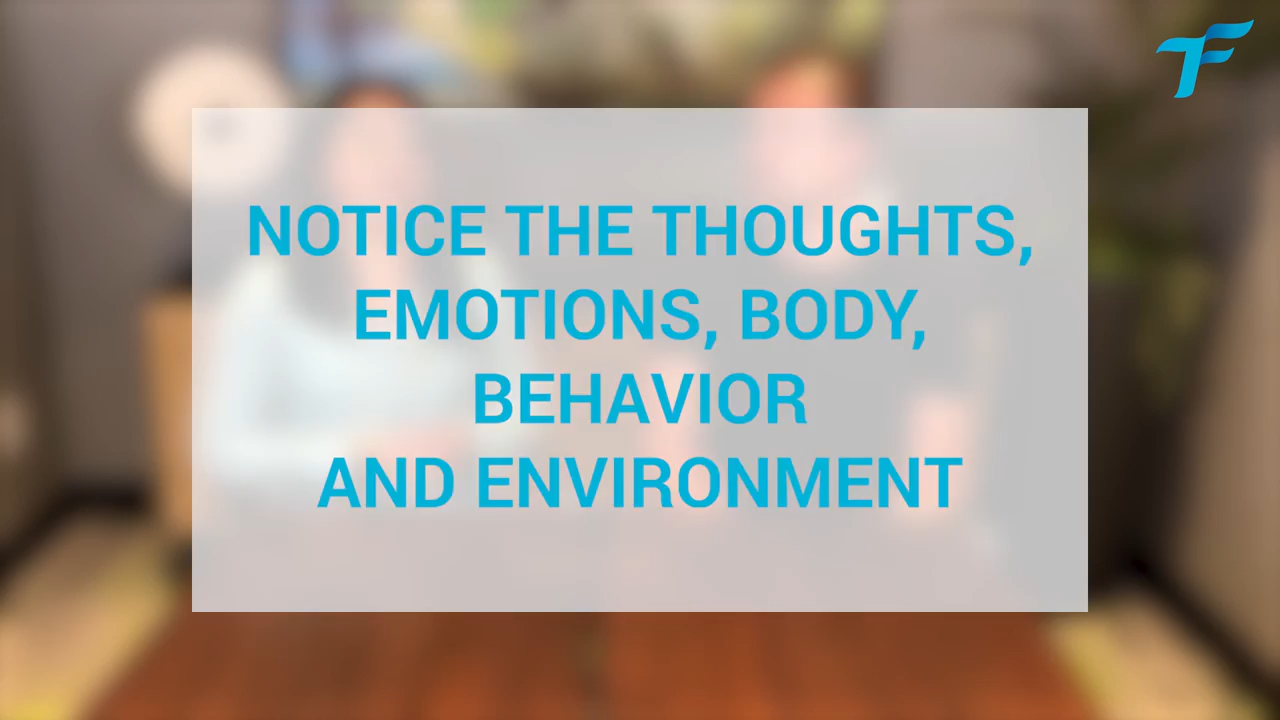 NOTICE THE THOUGHTS,
EMOTIONS, BODY,
BEHAVIOR
AND ENVIRONMENT